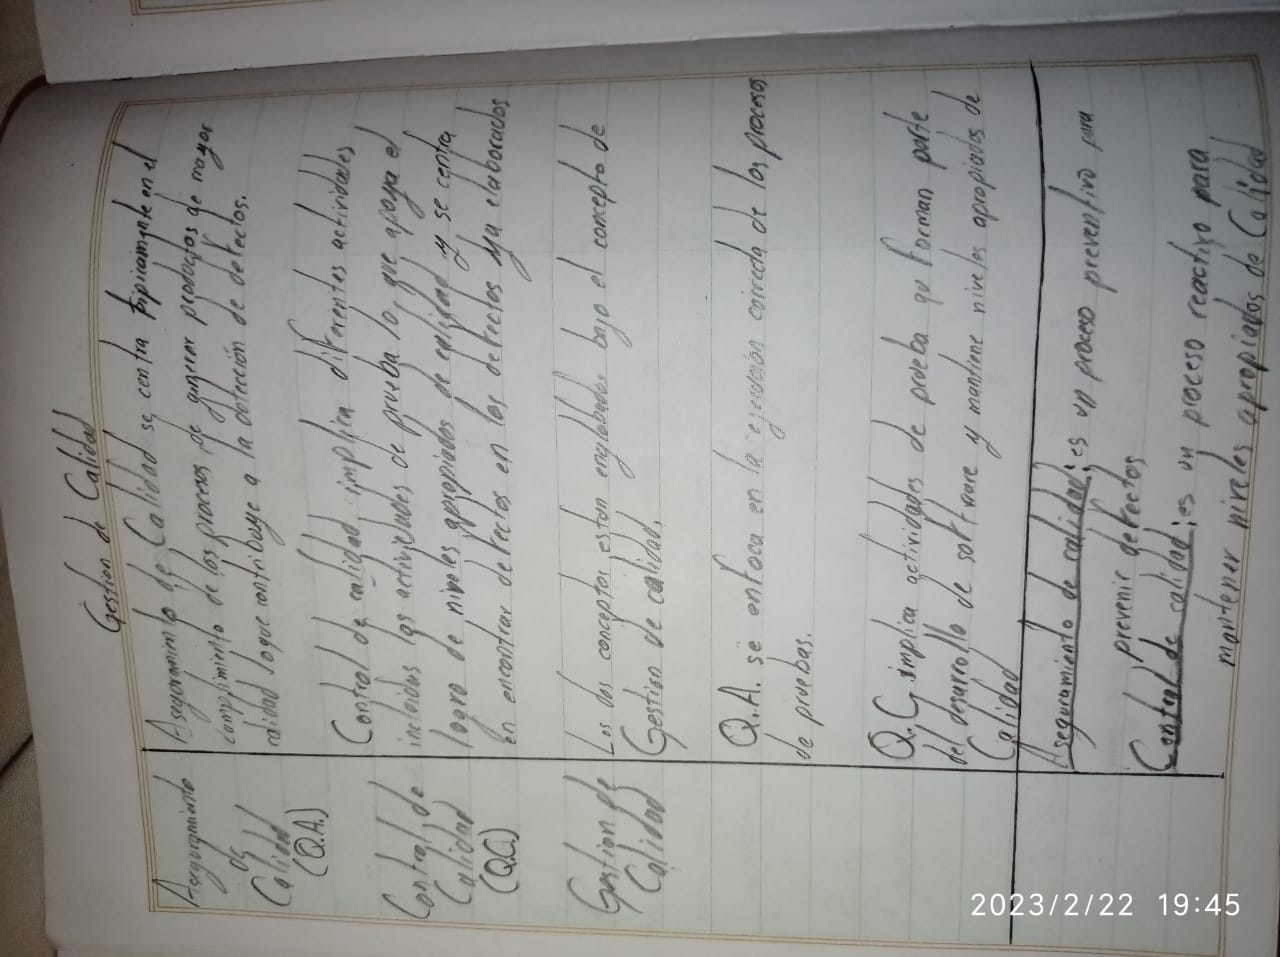 Gestion de Calidad
Aseguramiento
de
Calidad
(Q.A.)
Aseguramiento de Calidad se centra tipicamente en el
cumplimiento de los procesos de generar productos de mayor
calidad loque contribuye a la detección de defectos.
Control de
Calidad
(Q.C.)
Control de calidad implica diferentes actividades
incluidas las actividades de prueba lo que apoya el
logro de niveles apropiados de calidad y se centra
en encontrar defectos en los defectos ya elaborados
Gestion de
Calidad
Los dos conceptos estan englobados bajo el concepto de
Gestion de calidad.
Q.A. se enfoca en la ejecucion correcta de los procesos
de pruebas.
Q.C implica actividades de prueba qu forman parte
del desarrollo de software y mantiene niveles apropiados de
Calidad
Aseguramiento de calidad: es un proceso preventivo para
prevenir defectos
Control de calidad: es un proceso reactivo para
mantener niveles apropiados de Calidad
2023/2/22 19:45